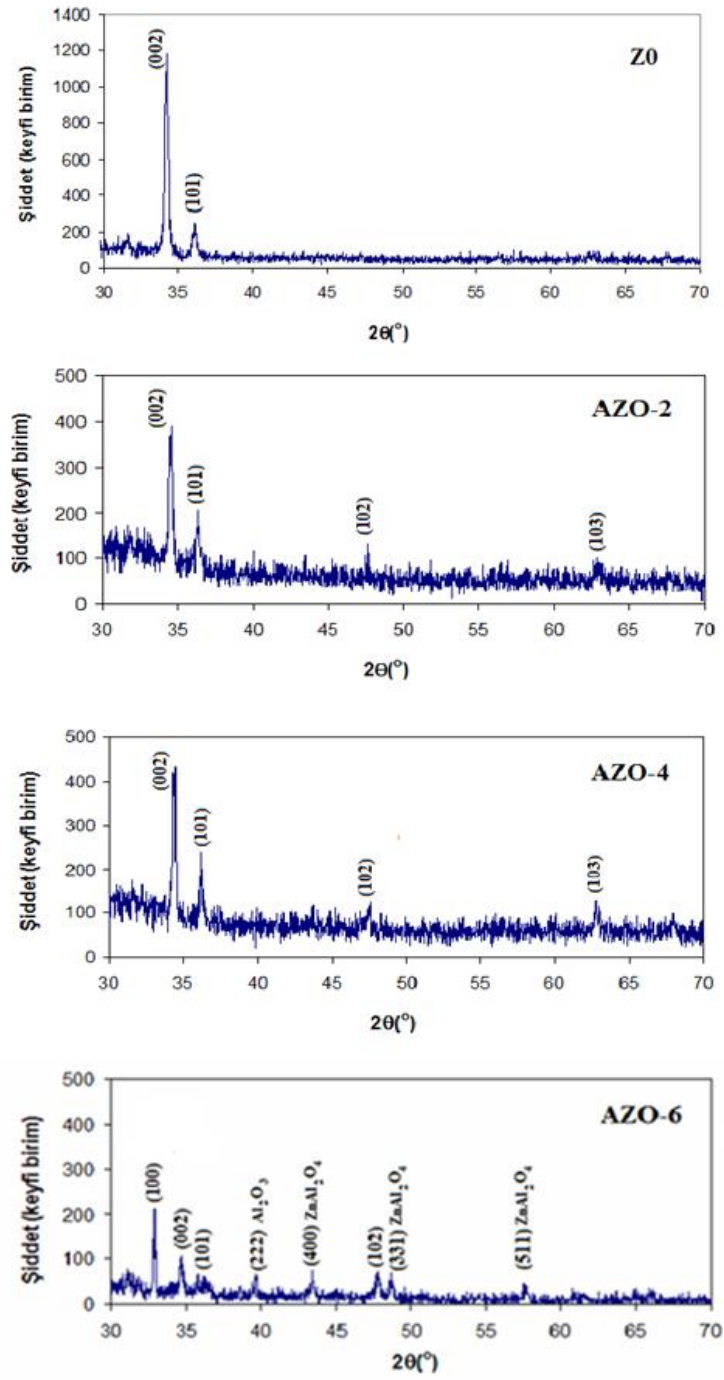 Z0
Şiddet (keyfi birim)
1400
1200
1000
800
600
400
200
0
(002)
(101)
30 35 40 45 50 55 60 65 70
2θ(°)
AZO-2
Şiddet (keyfi birim)
500
400
300
200
100
0
(002)
(101)
(102)
(103)
30 35 40 45 50 55 60 65 70
2θ(°)
AZO-4
Şiddet (keyfi birim)
500
400
300
200
100
0
(002)
(101)
(102)
(103)
30 35 40 45 50 55 60 65 70
2θ(°)
AZO-6
Şiddet (keyfi birim)
500
400
300
200
100
0
(100)
(002)
(101)
(222) Al₂O₃
(400) ZnAl₂O₄
(102)
(331) ZnAl₂O₄
(511) ZnAl₂O₄
30 35 40 45 50 55 60 65 70
2θ(°)